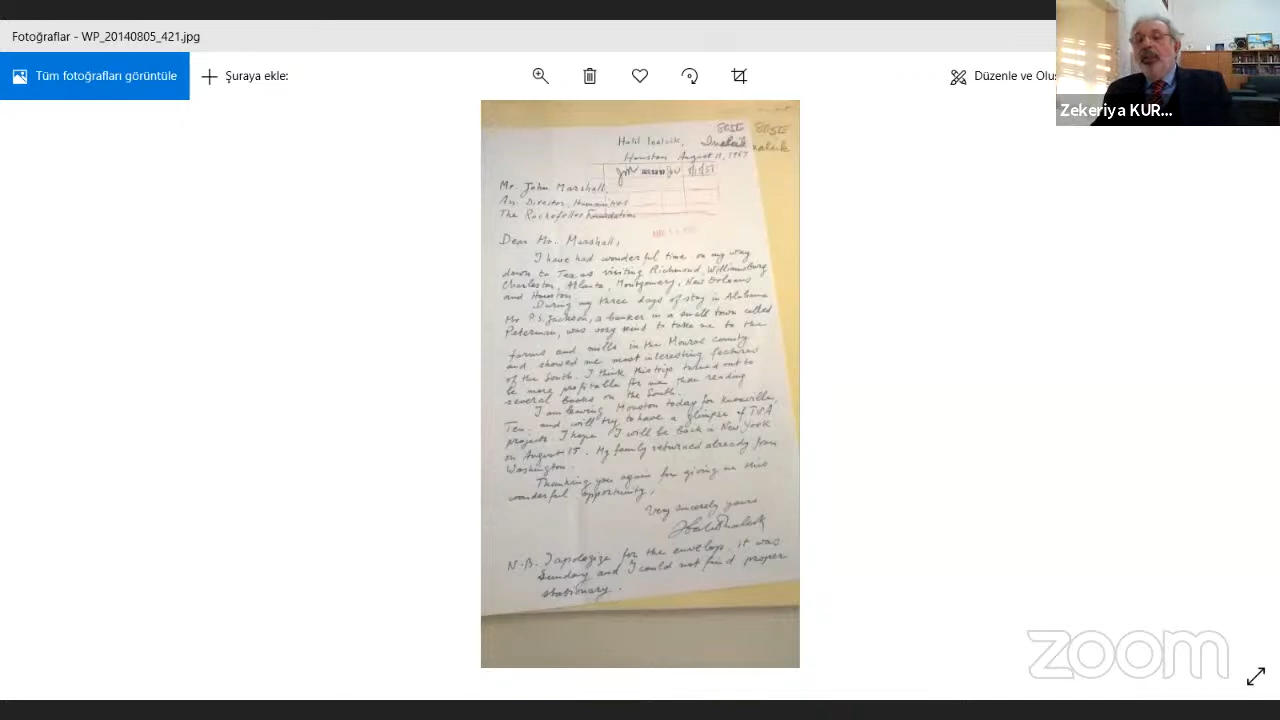 Fotoğraflar - WP_20140805_421.jpg
Tüm fotoğrafları görüntüle
Şuraya ekle:
Düzenle ve Olu
Zekeriya KUR...
Halil Inalcik,
Inalcik
nalcik
Houston August 11, 1957
Mr. John Marshall,
As. Director, Humanities
The Rockefeller Foundation
Dear Mr. Marshall,
I have had wonderful time on my way
down to Texas visiting Richmond, Williamsburg
Charleston, Atlanta, Montgomery, New Orleans
and Houston.
During my three days of stay in Alabama
Mr. P.S. Jackson, a banker in a small town called
Peterman, was very kind to take me to the
farms and mills in the Monroe county
and showed me most interesting features
of the South. I think this trip turned out to
be more profitable for me than reading
several books on the South.
I am leaving Houston today for Knoxville,
Ten. and will try to have a glimpse of TVA
projects. I hope I will be back in New York
on August 15. My family returned already from
Washington.
Thanking you again for giving me this
wonderful opportunity,
Very sincerely yours
Halil Inalcik
N.B. I apologize for the envelop, it was
Sunday and I could not find proper
stationary.
zoom